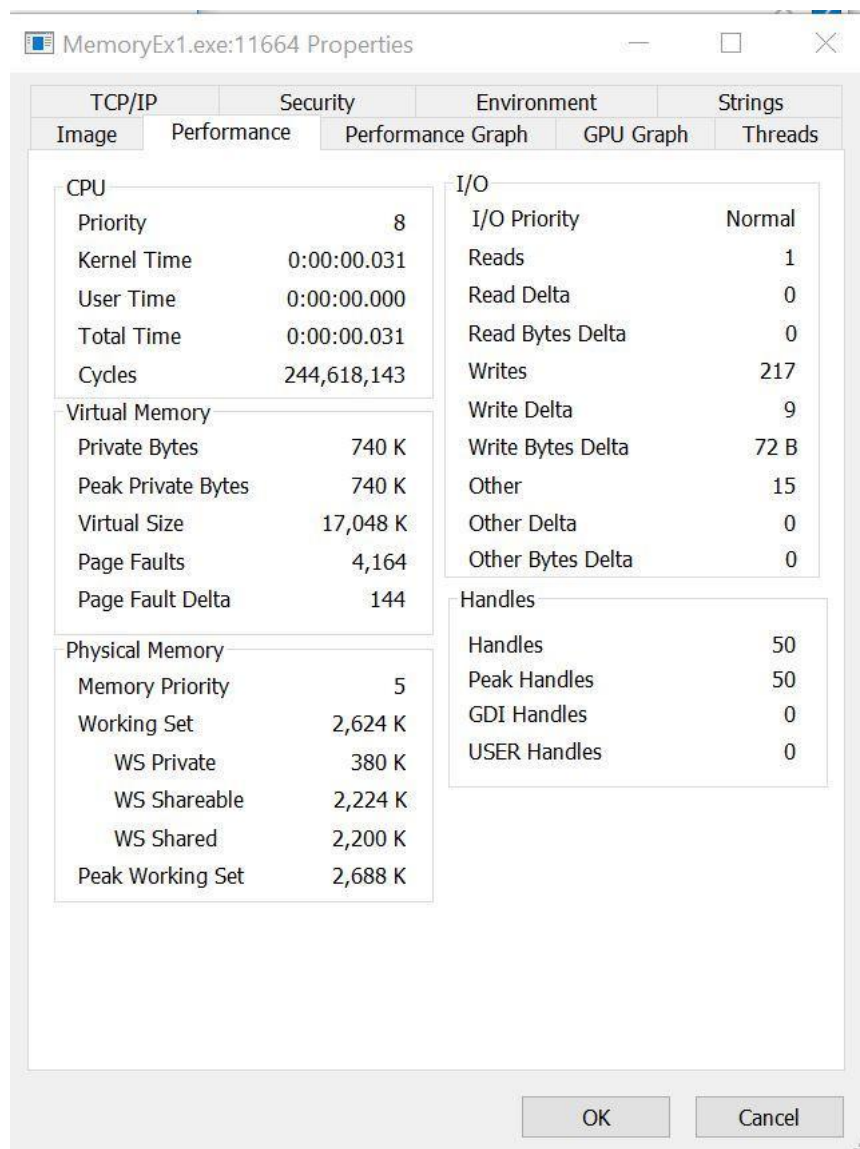 MemoryEx1.exe:11664 Properties
TCP/IP Security Environment Strings
Image Performance Performance Graph GPU Graph Threads
CPU
Priority 8
Kernel Time 0:00:00.031
User Time 0:00:00.000
Total Time 0:00:00.031
Cycles 244,618,143
Virtual Memory
Private Bytes 740 K
Peak Private Bytes 740 K
Virtual Size 17,048 K
Page Faults 4,164
Page Fault Delta 144
Physical Memory
Memory Priority 5
Working Set 2,624 K
WS Private 380 K
WS Shareable 2,224 K
WS Shared 2,200 K
Peak Working Set 2,688 K
I/O
I/O Priority Normal
Reads 1
Read Delta 0
Read Bytes Delta 0
Writes 217
Write Delta 9
Write Bytes Delta 72 B
Other 15
Other Delta 0
Other Bytes Delta 0
Handles
Handles 50
Peak Handles 50
GDI Handles 0
USER Handles 0
OK Cancel